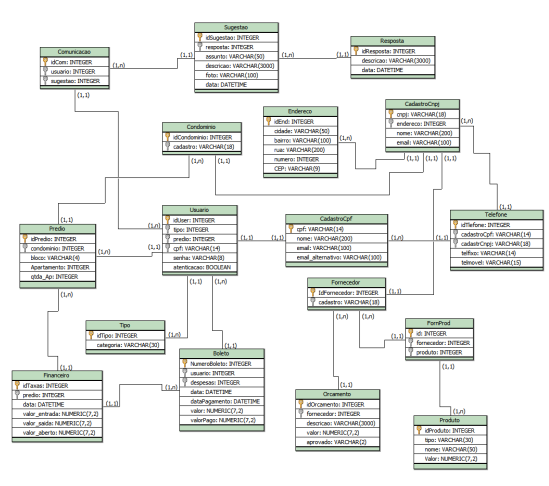 Sugestao
idSugestao: INTEGER
resposta: INTEGER
assunto: VARCHAR(50)
descricao: VARCHAR(3000)
foto: VARCHAR(100)
data: DATETIME
Resposta
idResposta: INTEGER
descricao: VARCHAR(3000)
data: DATETIME
Comunicacao
idCom: INTEGER
usuario: INTEGER
sugestao: INTEGER
(1,n)
(1,1)
(1,n)
(1,1)
(1,1)
Endereco
idEnd: INTEGER
cidade: VARCHAR(50)
bairro: VARCHAR(100)
rua: VARCHAR(200)
numero: INTEGER
CEP: VARCHAR(9)
CadastroCnpj
cnpj: VARCHAR(18)
endereco: INTEGER
nome: VARCHAR(200)
email: VARCHAR(100)
(1,n)
(1,n)
(1,1)
(1,1)
(1,1)
Condominio
idCondominio: INTEGER
cadastro: VARCHAR(18)
(1,n)
(1,1)
(1,1)
(1,1)
Predio
idPredio: INTEGER
condominio: INTEGER
bloco: VARCHAR(4)
Apartamento: INTEGER
qtda_Ap: INTEGER
(1,n)
(1,n)
(1,1)
(1,n)
Usuario
idUser: INTEGER
tipo: INTEGER
predio: INTEGER
cpf: VARCHAR(14)
senha: VARCHAR(8)
atenticacao: BOOLEAN
(1,1)
(1,1)
(1,1)
(1,n)
CadastroCpf
cpf: VARCHAR(14)
nome: VARCHAR(200)
email: VARCHAR(100)
email_alternativo: VARCHAR(100)
(1,n)
(1,1)
Telefone
idTlefone: INTEGER
cadastroCpf: VARCHAR(14)
cadastrCnpj: VARCHAR(18)
telfixo: VARCHAR(14)
telmovel: VARCHAR(15)
Fornecedor
IdFornecedor: INTEGER
cadastro: VARCHAR(18)
(1,1)
(1,n)
(1,n)
(1,1)
FornProd
id: INTEGER
fornecedor: INTEGER
produto: INTEGER
(1,n)
(1,n)
Tipo
idTipo: INTEGER
categoria: VARCHAR(30)
(1,1)
Boleto
NumeroBoleto: INTEGER
usuario: INTEGER
despesas: INTEGER
data: DATETIME
dataPagamento: DATETIME
valor: NUMERIC(7,2)
valorPago: NUMERIC(7,2)
(1,1)
(1,n)
(1,1)
Financeiro
idTaxas: INTEGER
predio: INTEGER
data: DATETIME
valor_entrada: NUMERIC(7,2)
valor_saida: NUMERIC(7,2)
valor_aberto: NUMERIC(7,2)
(1,1)
Orcamento
idOrcamento: INTEGER
fornecedor: INTEGER
descricao: VARCHAR(3000)
valor: NUMERIC(7,2)
aprovado: VARCHAR(2)
(1,1)
Produto
idProduto: INTEGER
tipo: VARCHAR(30)
nome: VARCHAR(50)
Valor: NUMERIC(7,2)